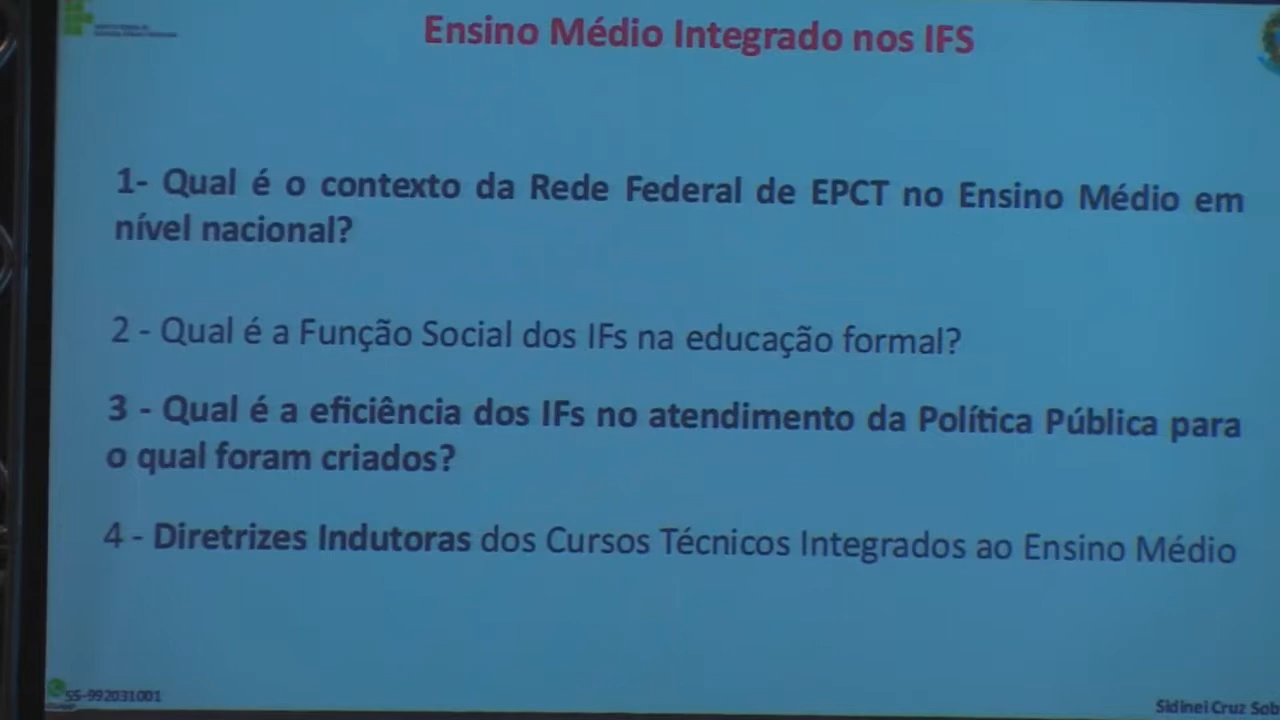 Ensino Médio Integrado nos IFS
1- Qual é o contexto da Rede Federal de EPCT no Ensino Médio em
nível nacional?
2 - Qual é a Função Social dos IFs na educação formal?
3 - Qual é a eficiência dos IFs no atendimento da Política Pública para
o qual foram criados?
4 - Diretrizes Indutoras dos Cursos Técnicos Integrados ao Ensino Médio
55-992031001
Sidinei Cruz Sob